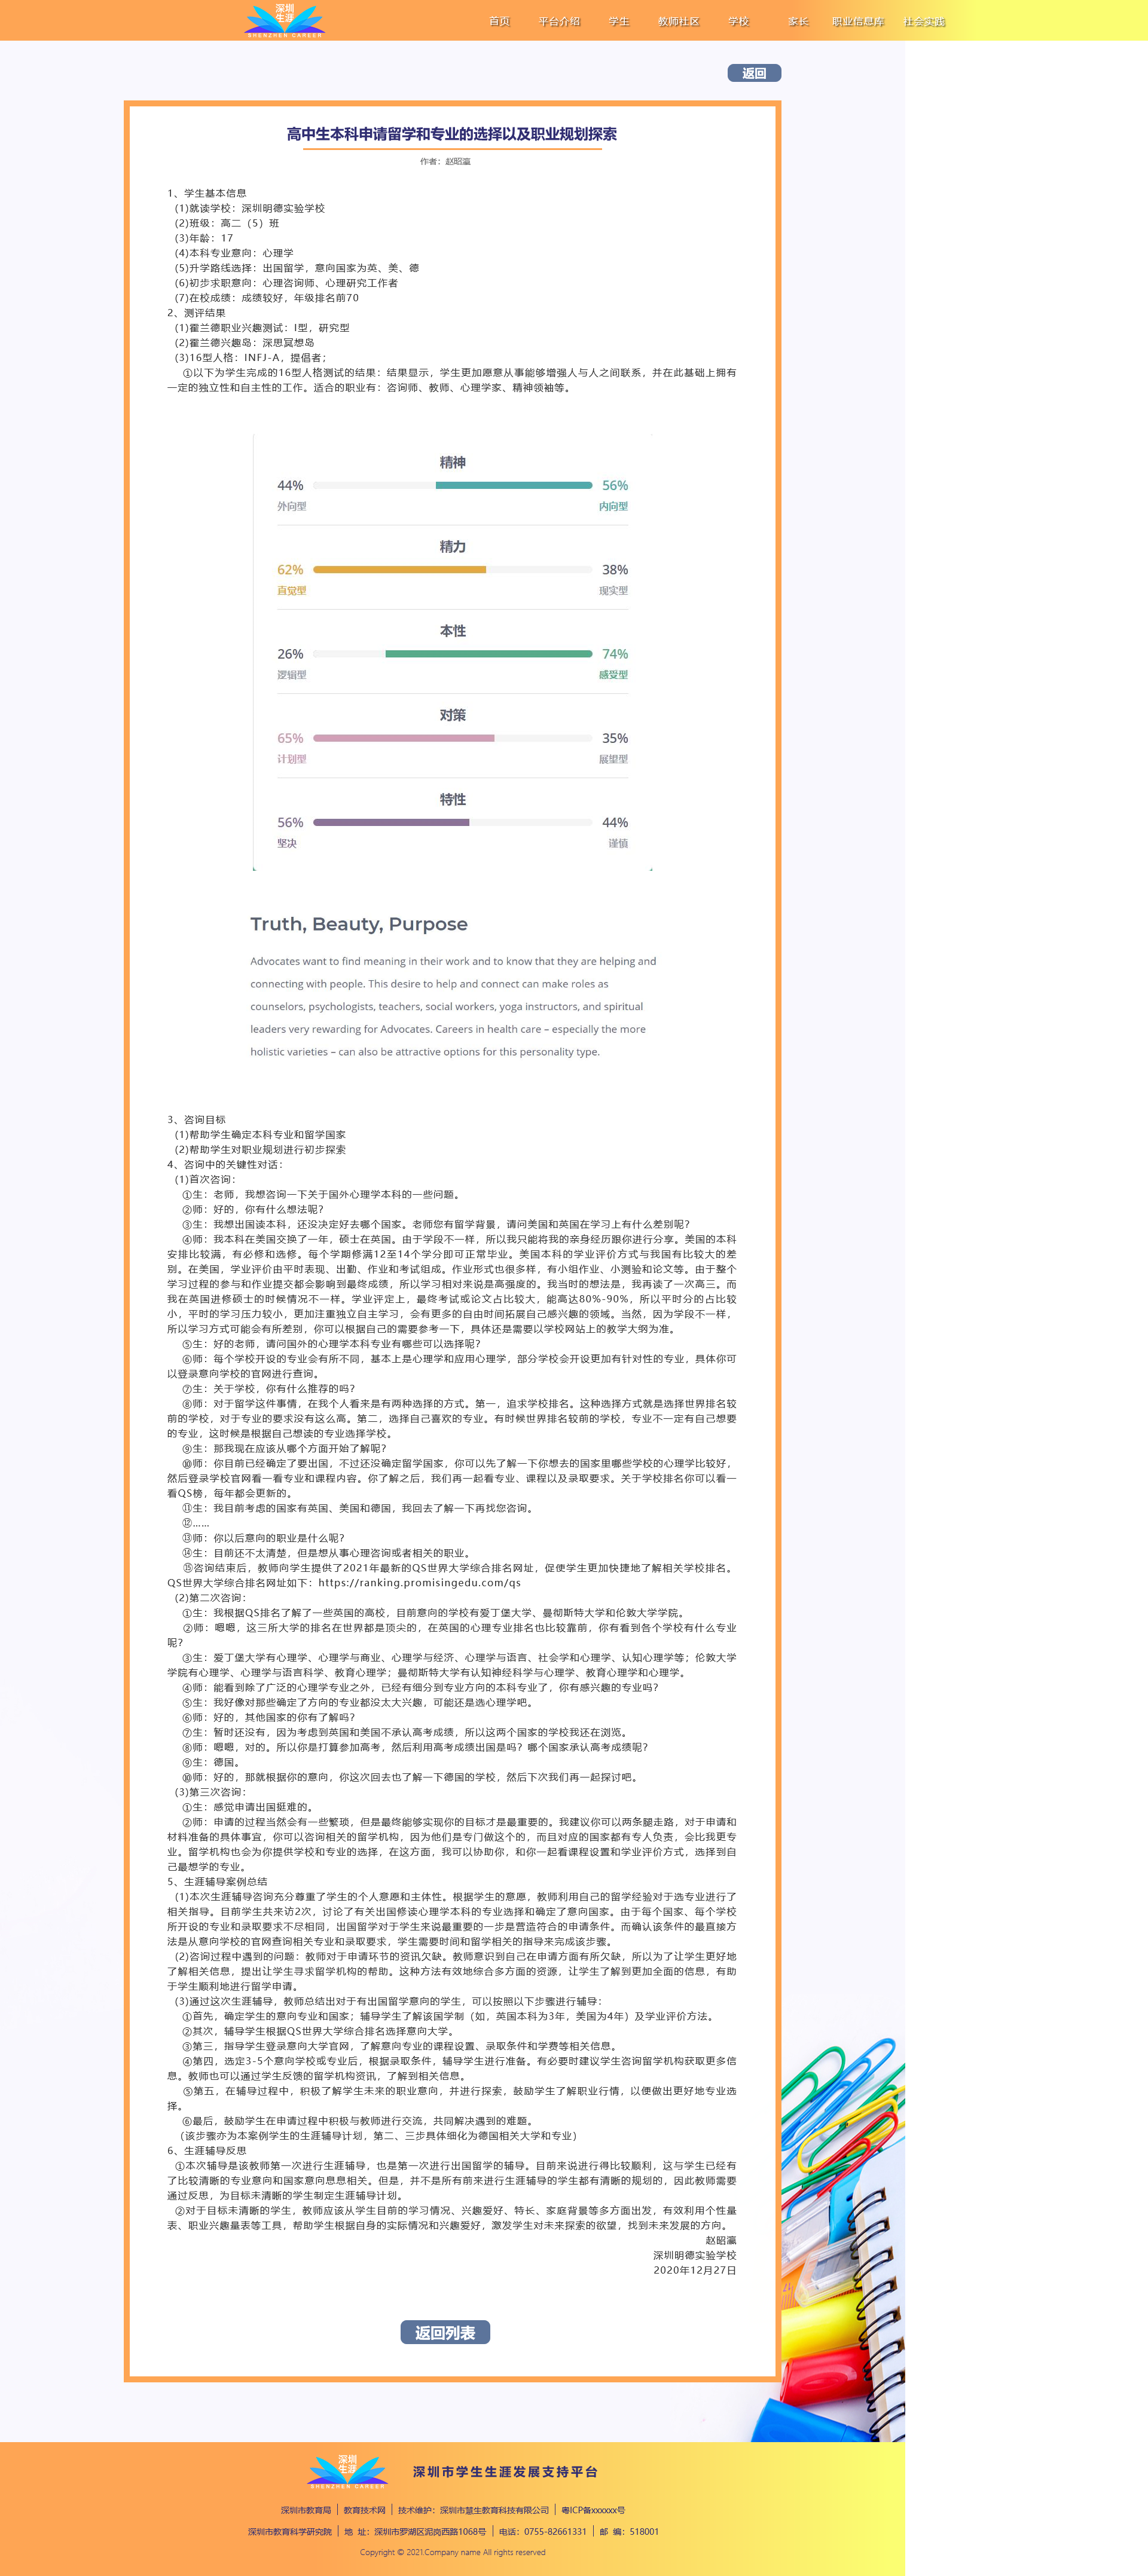 深圳
生涯
SHENZHEN CAREER
首页 平台介绍 学生 教师社区 学校 家长 职业信息库 社会实践
返回
高中生本科申请留学和专业的选择以及职业规划探索
作者：赵昭瀛
1、学生基本信息
(1)就读学校：深圳明德实验学校
(2)班级：高二（5）班
(3)年龄：17
(4)本科专业意向：心理学
(5)升学路线选择：出国留学，意向国家为英、美、德
(6)初步求职意向：心理咨询师、心理研究工作者
(7)在校成绩：成绩较好，年级排名前70
2、测评结果
(1)霍兰德职业兴趣测试：I型，研究型
(2)霍兰德兴趣岛：深思冥想岛
(3)16型人格：INFJ-A，提倡者；
①以下为学生完成的16型人格测试的结果：结果显示，学生更加愿意从事能够增强人与人之间联系，并在此基础上拥有
一定的独立性和自主性的工作。适合的职业有：咨询师、教师、心理学家、精神领袖等。
精神
44% 56%
外向型 内向型
精力
62% 38%
直觉型 现实型
本性
26% 74%
逻辑型 感受型
对策
65% 35%
计划型 展望型
特性
56% 44%
坚决 谨慎
Truth, Beauty, Purpose
Advocates want to find meaning in their work and to know that they are helping and
connecting with people. This desire to help and connect can make roles as
counselors, psychologists, teachers, social workers, yoga instructors, and spiritual
leaders very rewarding for Advocates. Careers in health care – especially the more
holistic varieties – can also be attractive options for this personality type.
3、咨询目标
(1)帮助学生确定本科专业和留学国家
(2)帮助学生对职业规划进行初步探索
4、咨询中的关键性对话：
(1)首次咨询：
①生：老师，我想咨询一下关于国外心理学本科的一些问题。
②师：好的，你有什么想法呢？
③生：我想出国读本科，还没决定好去哪个国家。老师您有留学背景，请问美国和英国在学习上有什么差别呢？
④师：我本科在美国交换了一年，硕士在英国。由于学段不一样，所以我只能将我的亲身经历跟你进行分享。美国的本科
安排比较满，有必修和选修。每个学期修满12至14个学分即可正常毕业。美国本科的学业评价方式与我国有比较大的差
别。在美国，学业评价由平时表现、出勤、作业和考试组成。作业形式也很多样，有小组作业、小测验和论文等。由于整个
学习过程的参与和作业提交都会影响到最终成绩，所以学习相对来说是高强度的。我当时的想法是，我再读了一次高三。而
我在英国进修硕士的时候情况不一样。学业评定上，最终考试或论文占比较大，能高达80%-90%，所以平时分的占比较
小，平时的学习压力较小，更加注重独立自主学习，会有更多的自由时间拓展自己感兴趣的领域。当然，因为学段不一样，
所以学习方式可能会有所差别，你可以根据自己的需要参考一下，具体还是需要以学校网站上的教学大纲为准。
⑤生：好的老师，请问国外的心理学本科专业有哪些可以选择呢？
⑥师：每个学校开设的专业会有所不同，基本上是心理学和应用心理学，部分学校会开设更加有针对性的专业，具体你可
以登录意向学校的官网进行查询。
⑦生：关于学校，你有什么推荐的吗？
⑧师：对于留学这件事情，在我个人看来是有两种选择的方式。第一，追求学校排名。这种选择方式就是选择世界排名较
前的学校，对于专业的要求没有这么高。第二，选择自己喜欢的专业。有时候世界排名较前的学校，专业不一定有自己想要
的专业，这时候是根据自己想读的专业选择学校。
⑨生：那我现在应该从哪个方面开始了解呢？
⑩师：你目前已经确定了要出国，不过还没确定留学国家，你可以先了解一下你想去的国家里哪些学校的心理学比较好，
然后登录学校官网看一看专业和课程内容。你了解之后，我们再一起看专业、课程以及录取要求。关于学校排名你可以看一
看QS榜，每年都会更新的。
⑪生：我目前考虑的国家有英国、美国和德国，我回去了解一下再找您咨询。
⑫……
⑬师：你以后意向的职业是什么呢？
⑭生：目前还不太清楚，但是想从事心理咨询或者相关的职业。
⑮咨询结束后，教师向学生提供了2021年最新的QS世界大学综合排名网址，促使学生更加快捷地了解相关学校排名。
QS世界大学综合排名网址如下：https://ranking.promisingedu.com/qs
(2)第二次咨询：
①生：我根据QS排名了解了一些英国的高校，目前意向的学校有爱丁堡大学、曼彻斯特大学和伦敦大学学院。
②师：嗯嗯，这三所大学的排名在世界都是顶尖的，在英国的心理专业排名也比较靠前，你有看到各个学校有什么专业
呢？
③生：爱丁堡大学有心理学、心理学与商业、心理学与经济、心理学与语言、社会学和心理学、认知心理学等；伦敦大学
学院有心理学、心理学与语言科学、教育心理学；曼彻斯特大学有认知神经科学与心理学、教育心理学和心理学。
④师：能看到除了广泛的心理学专业之外，已经有细分到专业方向的本科专业了，你有感兴趣的专业吗？
⑤生：我好像对那些确定了方向的专业都没太大兴趣，可能还是选心理学吧。
⑥师：好的，其他国家的你有了解吗？
⑦生：暂时还没有，因为考虑到英国和美国不承认高考成绩，所以这两个国家的学校我还在浏览。
⑧师：嗯嗯，对的。所以你是打算参加高考，然后利用高考成绩出国是吗？哪个国家承认高考成绩呢？
⑨生：德国。
⑩师：好的，那就根据你的意向，你这次回去也了解一下德国的学校，然后下次我们再一起探讨吧。
(3)第三次咨询：
①生：感觉申请出国挺难的。
②师：申请的过程当然会有一些繁琐，但是最终能够实现你的目标才是最重要的。我建议你可以两条腿走路，对于申请和
材料准备的具体事宜，你可以咨询相关的留学机构，因为他们是专门做这个的，而且对应的国家都有专人负责，会比我更专
业。留学机构也会为你提供学校和专业的选择，在这方面，我可以协助你，和你一起看课程设置和学业评价方式，选择到自
己最想学的专业。
5、生涯辅导案例总结
(1)本次生涯辅导咨询充分尊重了学生的个人意愿和主体性。根据学生的意愿，教师利用自己的留学经验对于选专业进行了
相关指导。目前学生共来访2次，讨论了有关出国修读心理学本科的专业选择和确定了意向国家。由于每个国家、每个学校
所开设的专业和录取要求不尽相同，出国留学对于学生来说最重要的一步是营造符合的申请条件。而确认该条件的最直接方
法是从意向学校的官网查询相关专业和录取要求，学生需要时间和留学相关的指导来完成该步骤。
(2)咨询过程中遇到的问题：教师对于申请环节的资讯欠缺。教师意识到自己在申请方面有所欠缺，所以为了让学生更好地
了解相关信息，提出让学生寻求留学机构的帮助。这种方法有效地综合多方面的资源，让学生了解到更加全面的信息，有助
于学生顺利地进行留学申请。
(3)通过这次生涯辅导，教师总结出对于有出国留学意向的学生，可以按照以下步骤进行辅导：
①首先，确定学生的意向专业和国家；辅导学生了解该国学制（如，英国本科为3年，美国为4年）及学业评价方法。
②其次，辅导学生根据QS世界大学综合排名选择意向大学。
③第三，指导学生登录意向大学官网，了解意向专业的课程设置、录取条件和学费等相关信息。
④第四，选定3-5个意向学校或专业后，根据录取条件，辅导学生进行准备。有必要时建议学生咨询留学机构获取更多信
息。教师也可以通过学生反馈的留学机构资讯，了解到相关信息。
⑤第五，在辅导过程中，积极了解学生未来的职业意向，并进行探索，鼓励学生了解职业行情，以便做出更好地专业选
择。
⑥最后，鼓励学生在申请过程中积极与教师进行交流，共同解决遇到的难题。
（该步骤亦为本案例学生的生涯辅导计划，第二、三步具体细化为德国相关大学和专业）
6、生涯辅导反思
①本次辅导是该教师第一次进行生涯辅导，也是第一次进行出国留学的辅导。目前来说进行得比较顺利，这与学生已经有
了比较清晰的专业意向和国家意向息息相关。但是，并不是所有前来进行生涯辅导的学生都有清晰的规划的，因此教师需要
通过反思，为目标未清晰的学生制定生涯辅导计划。
②对于目标未清晰的学生，教师应该从学生目前的学习情况、兴趣爱好、特长、家庭背景等多方面出发，有效利用个性量
表、职业兴趣量表等工具，帮助学生根据自身的实际情况和兴趣爱好，激发学生对未来探索的欲望，找到未来发展的方向。
赵昭瀛
深圳明德实验学校
2020年12月27日
返回列表
深圳
生涯
SHENZHEN CAREER
深圳市学生生涯发展支持平台
深圳市教育局 教育技术网 技术维护：深圳市慧生教育科技有限公司 粤ICP备xxxxxx号
深圳市教育科学研究院 地 址：深圳市罗湖区泥岗西路1068号 电话：0755-82661331 邮 编：518001
Copyright © 2021.Company name All rights reserved